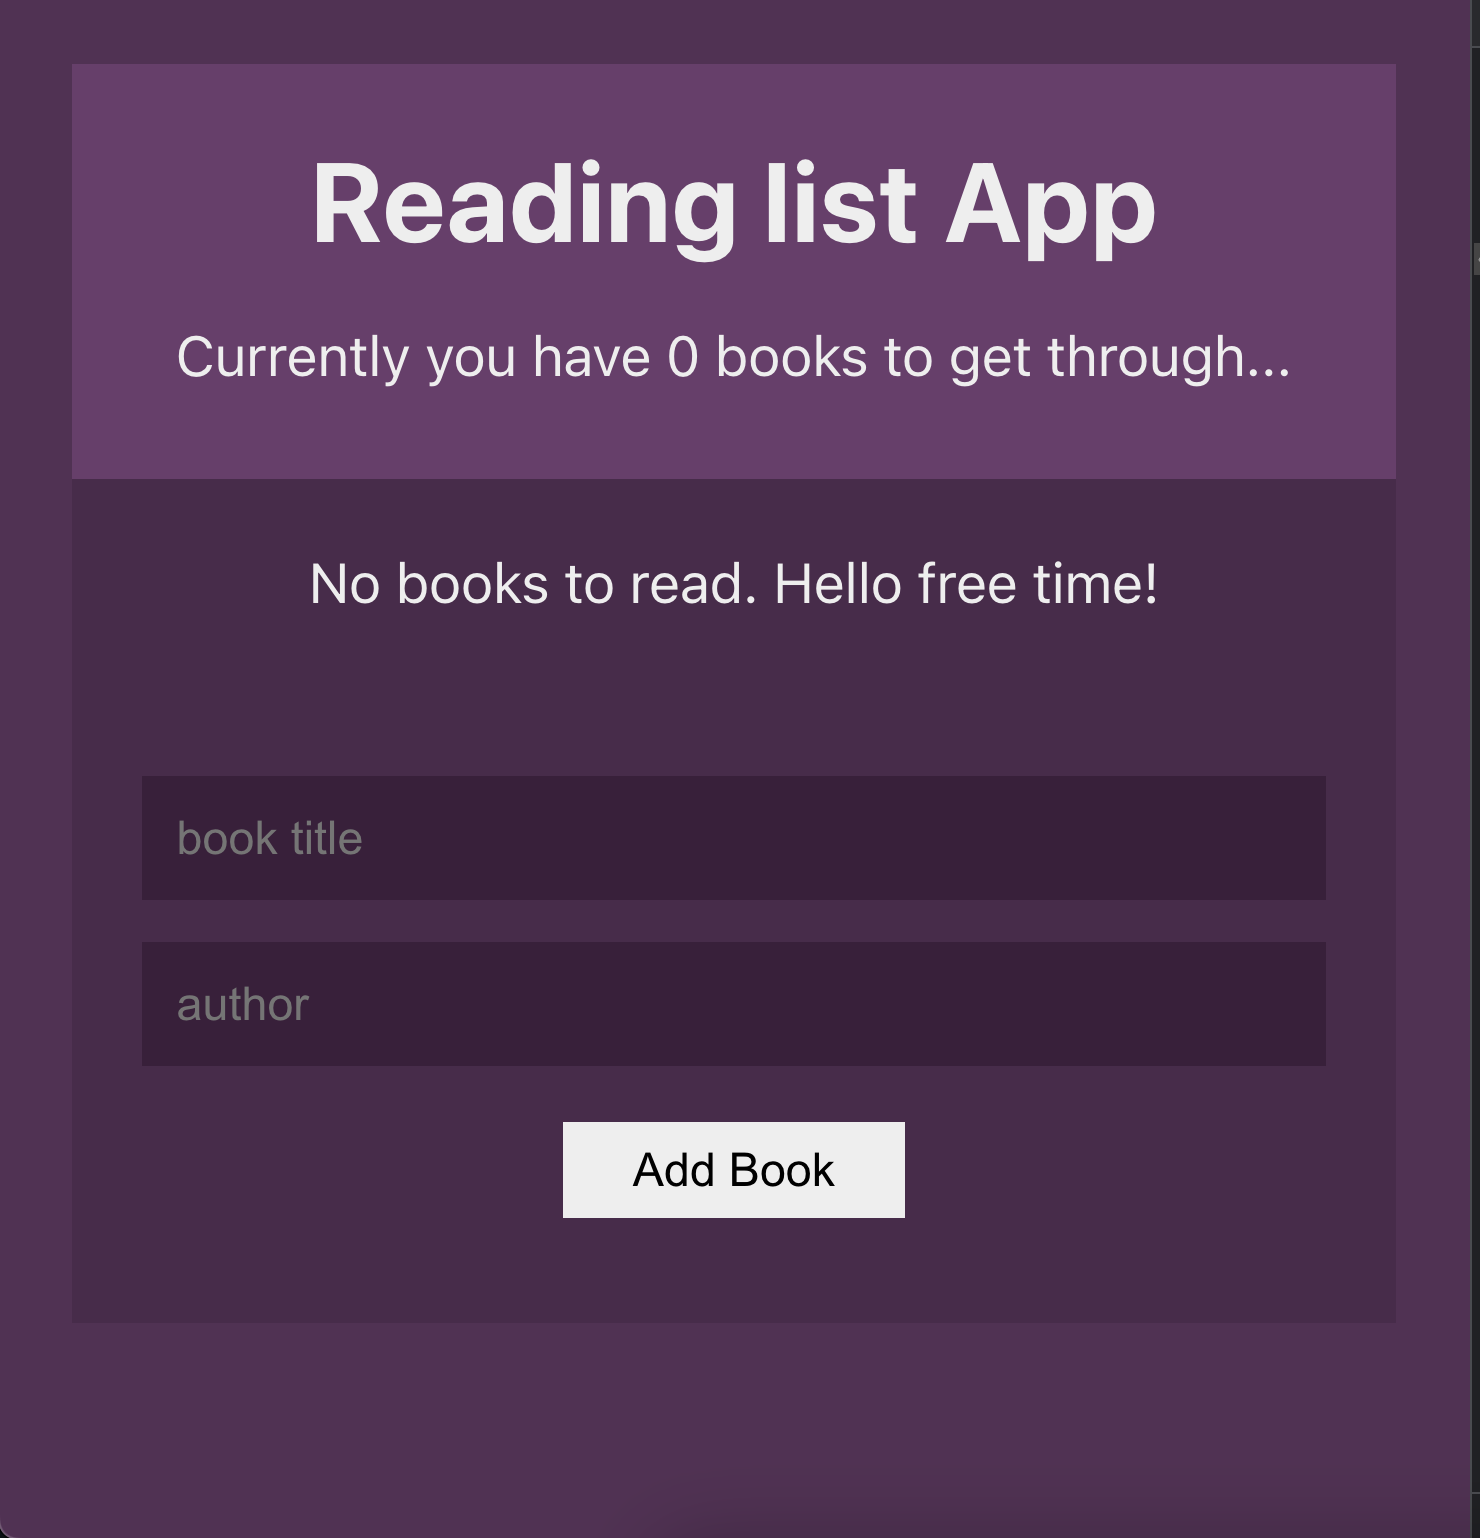 Reading list App
Currently you have 0 books to get through...
No books to read. Hello free time!
book title
author
Add Book